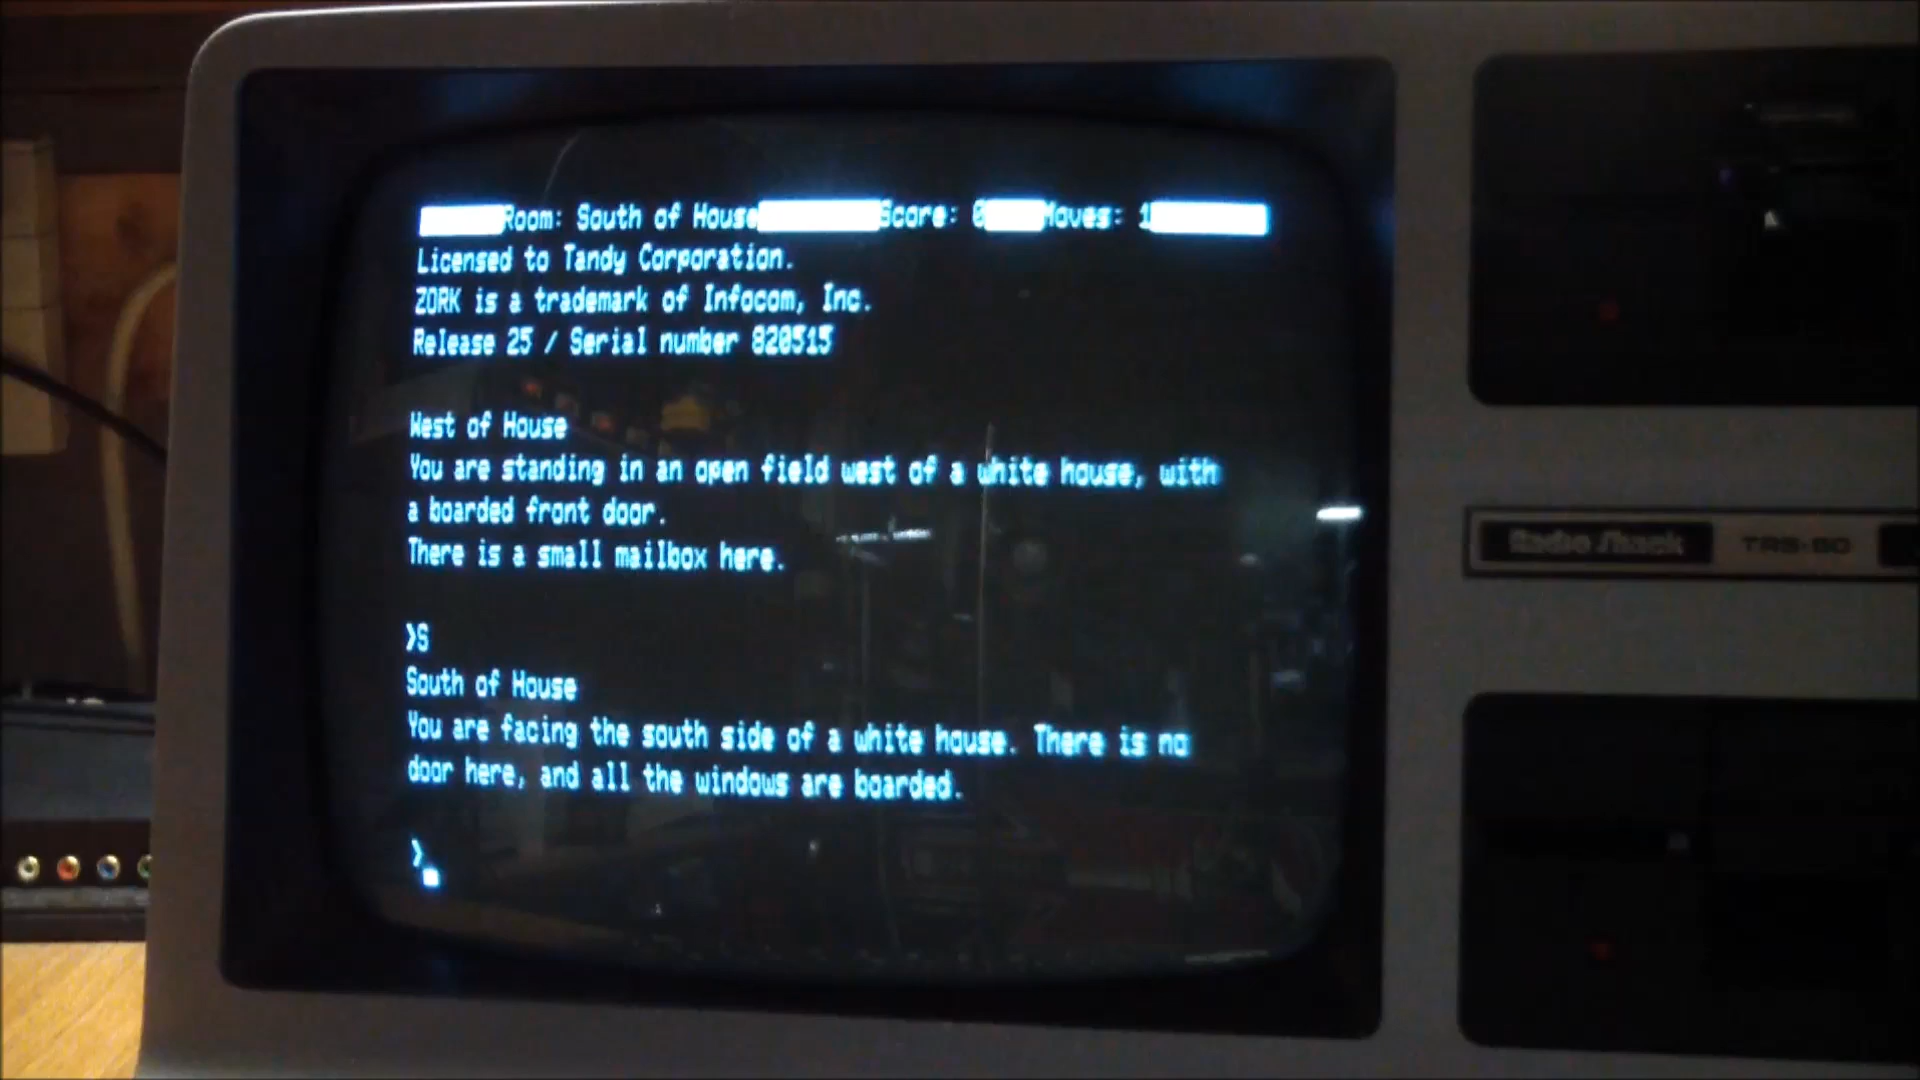 Room: South of House Score: 0 Moves: 1
Licensed to Tandy Corporation.
ZORK is a trademark of Infocom, Inc.
Release 25 / Serial number 820515
West of House
You are standing in an open field west of a white house, with
a boarded front door.
There is a small mailbox here.
>S
South of House
You are facing the south side of a white house. There is no
door here, and all the windows are boarded.
>
Radio Shack TRS-80